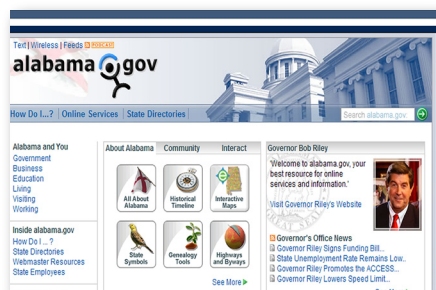 Text | Wireless | Feeds PODCAST
alabama gov
How Do I...? | Online Services | State Directories
Search alabama.gov
Alabama and You
Government
Business
Education
Living
Visiting
Working
Inside alabama.gov
How Do I ... ?
State Directories
Webmaster Resources
State Employees
About Alabama Community Interact
All About
Alabama
Historical
Timeline
Interactive
Maps
State
Symbols
Genealogy
Tools
Highways
and Byways
See More
Governor Bob Riley
'Welcome to alabama.gov, your
best resource for online
services and information.'
Visit Governor Riley's Website
Governor's Office News
Governor Riley Signs Funding Bill...
State Unemployment Rate Remains Low...
Governor Riley Promotes the ACCESS...
Governor Riley Lowers Speed Limit...